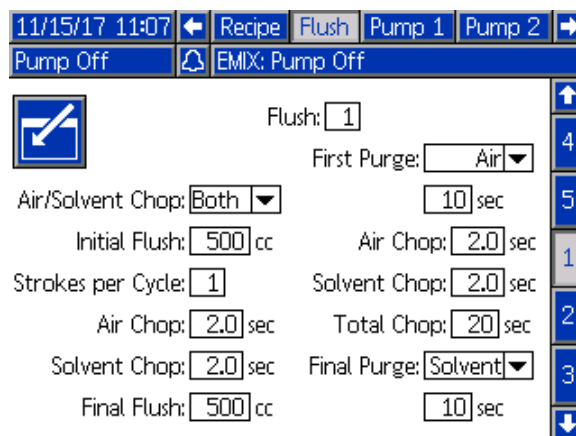 11/15/17 11:07 Recipe Flush Pump 1 Pump 2
Pump Off EMIX: Pump Off
Flush: 1
First Purge: Air
10 sec
Air/Solvent Chop: Both
Initial Flush: 500 cc
Strokes per Cycle: 1
Air Chop: 2.0 sec
Solvent Chop: 2.0 sec
Final Flush: 500 cc
Air Chop: 2.0 sec
Solvent Chop: 2.0 sec
Total Chop: 20 sec
Final Purge: Solvent
10 sec
4
5
1
2
3